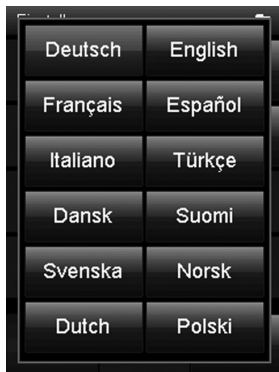 Deutsch English
Français Español
Italiano Türkçe
Dansk Suomi
Svenska Norsk
Dutch Polski